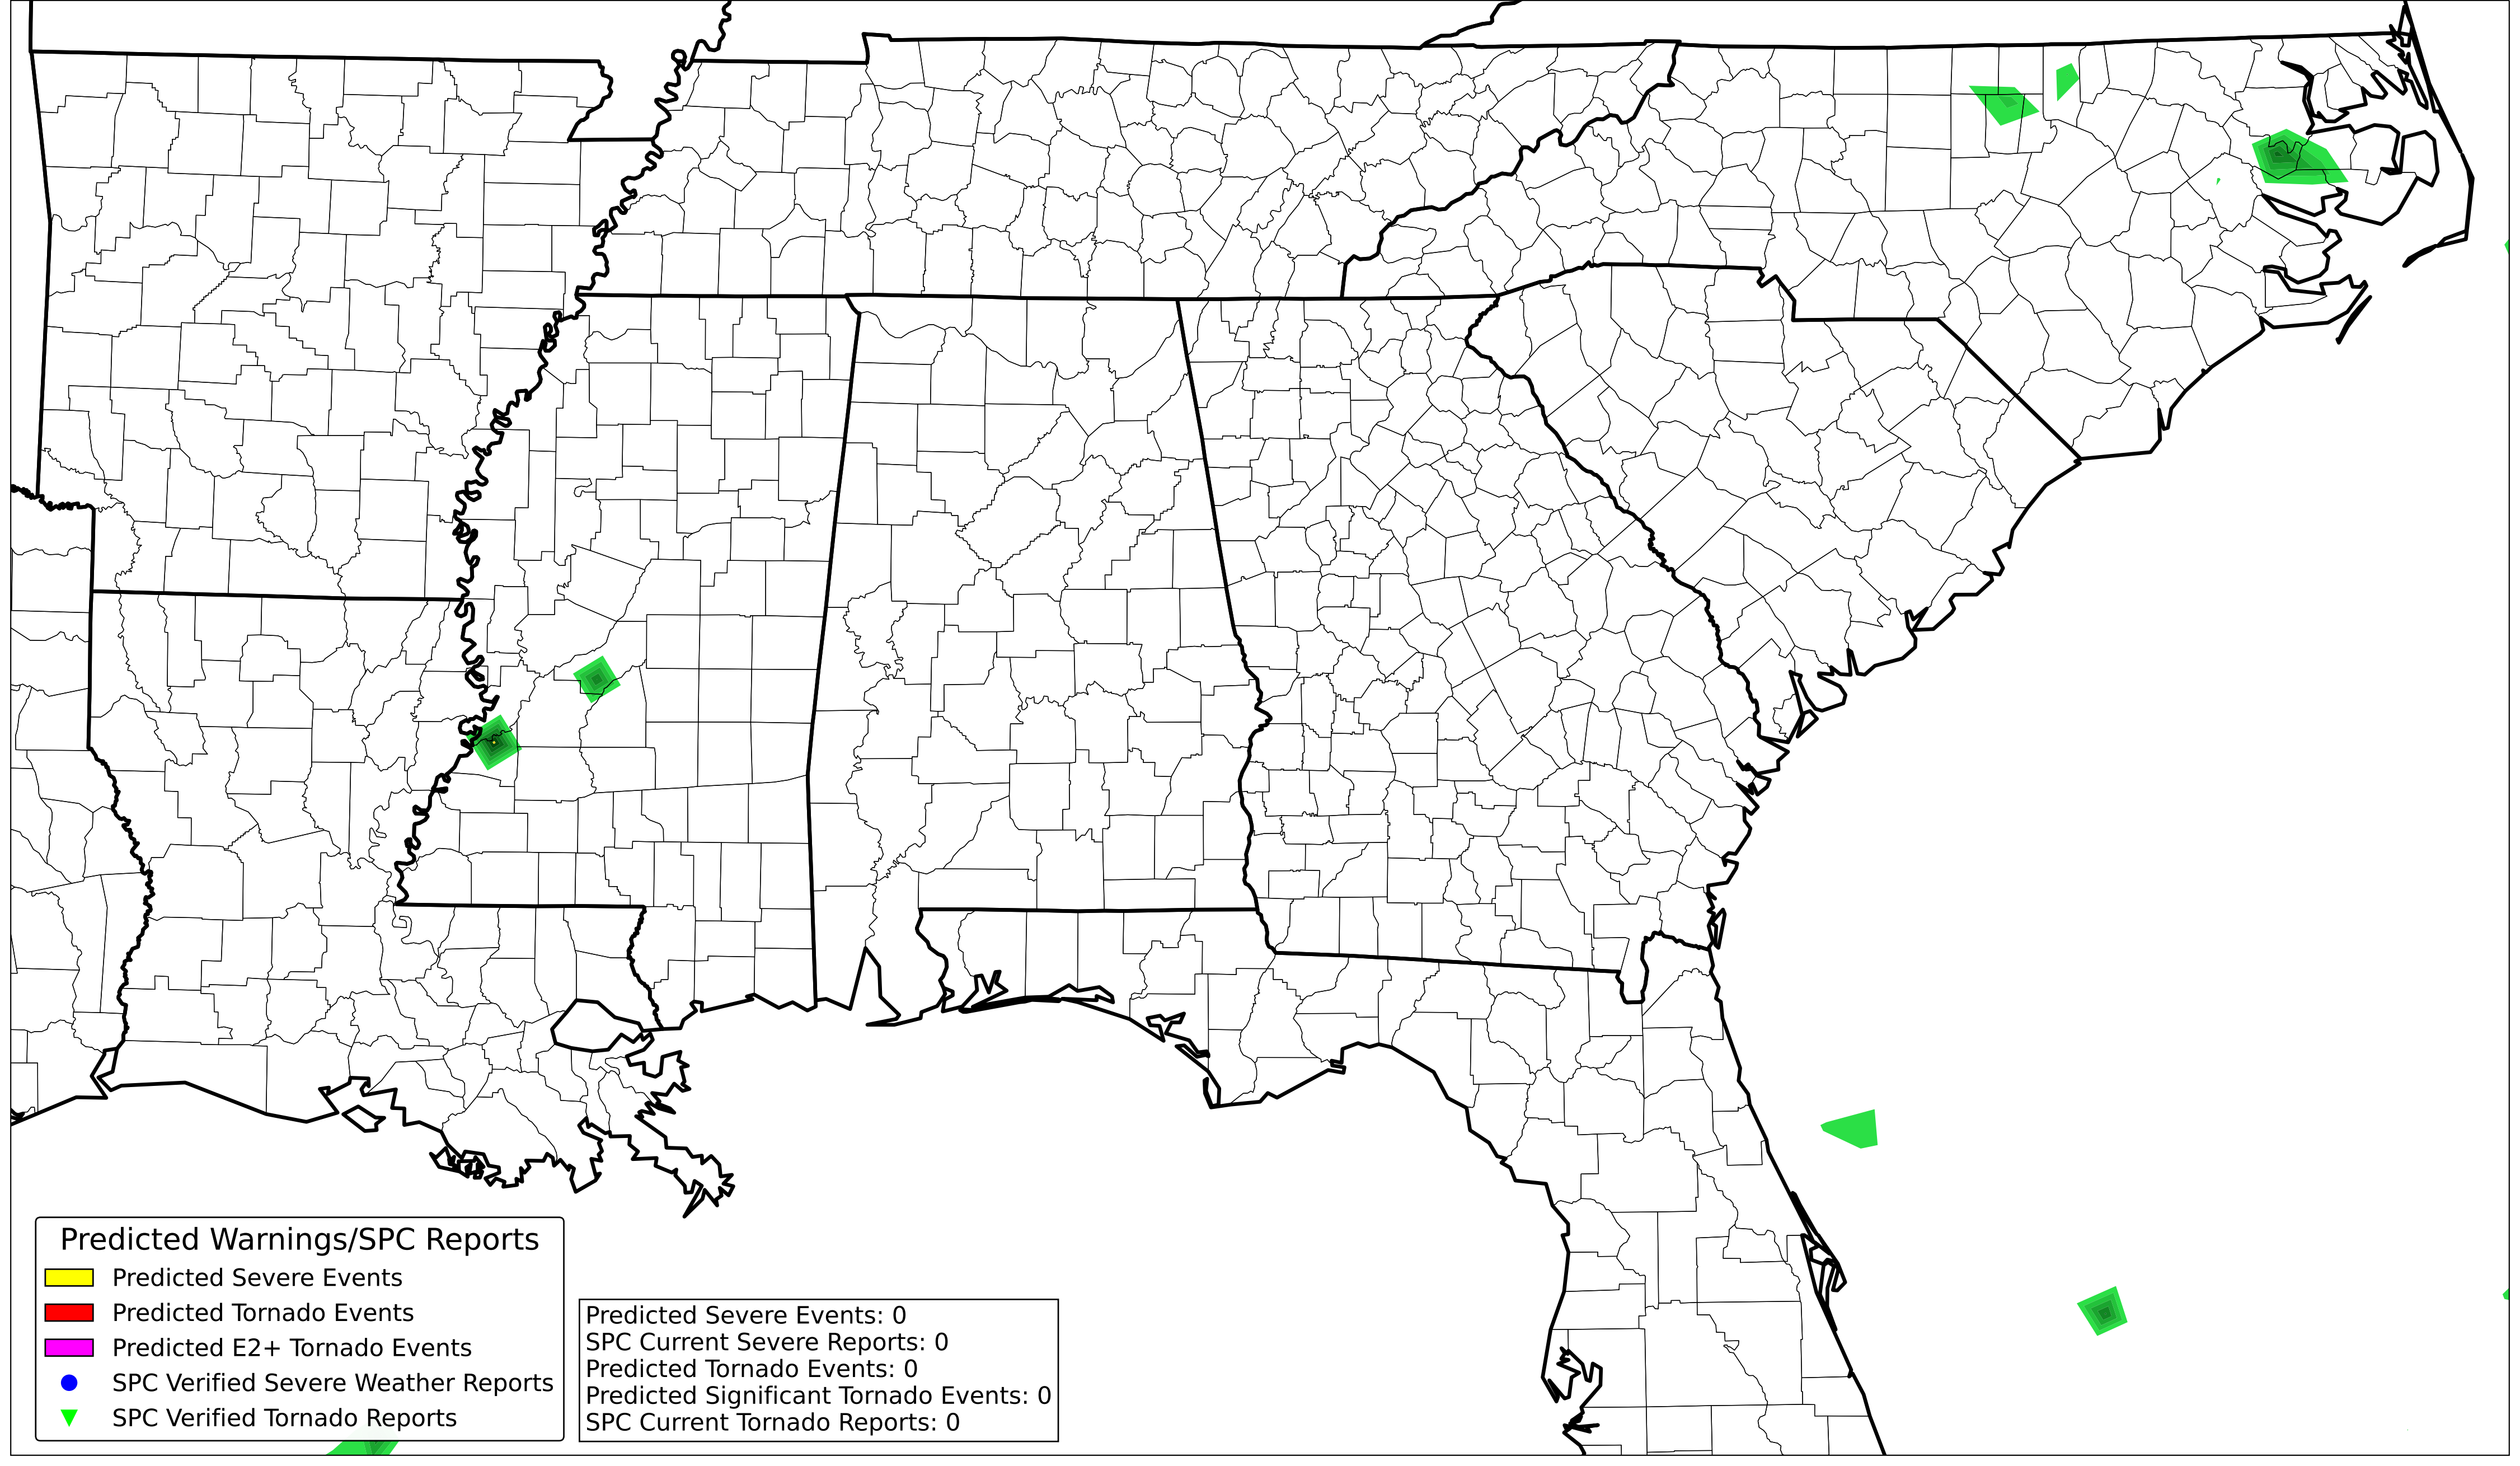 Predicted Warnings/SPC Reports
Predicted Severe Events
Predicted Tornado Events
Predicted E2+ Tornado Events
SPC Verified Severe Weather Reports
SPC Verified Tornado Reports
Predicted Severe Events: 0
SPC Current Severe Reports: 0
Predicted Tornado Events: 0
Predicted Significant Tornado Events: 0
SPC Current Tornado Reports: 0